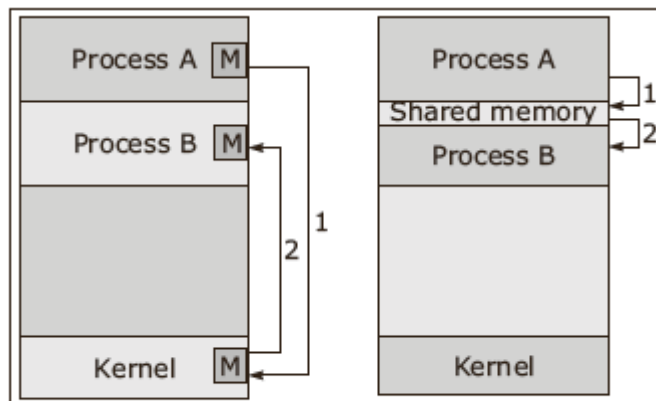 Process A M
Process B M
1
2
Kernel M
Process A
1
Shared memory
2
Process B
Kernel